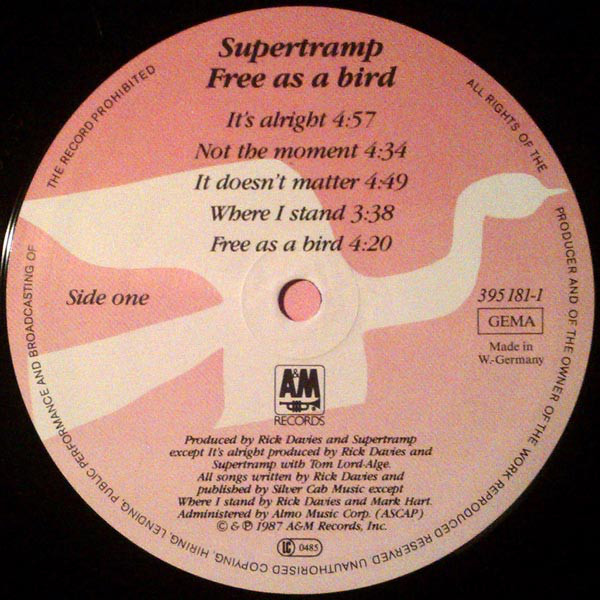 Supertramp
Free as a bird
It's alright 4:57
Not the moment 4:34
It doesn't matter 4:49
Where I stand 3:38
Free as a bird 4:20
Side one
395 181-1
GEMA
Made in
W.-Germany
A&M
RECORDS
Produced by Rick Davies and Supertramp
except It's alright produced by Rick Davies and
Supertramp with Tom Lord-Alge.
All songs written by Rick Davies and
published by Silver Cab Music except
Where I stand by Rick Davies and Mark Hart.
Administered by Almo Music Corp. (ASCAP)
© & ℗ 1987 A&M Records, Inc.
LC 0485
ALL RIGHTS OF THE PRODUCER AND OF THE OWNER OF THE WORK REPRODUCED RESERVED UNAUTHORISED COPYING, HIRING, LENDING, PUBLIC PERFORMANCE AND BROADCASTING OF THE RECORD PROHIBITED